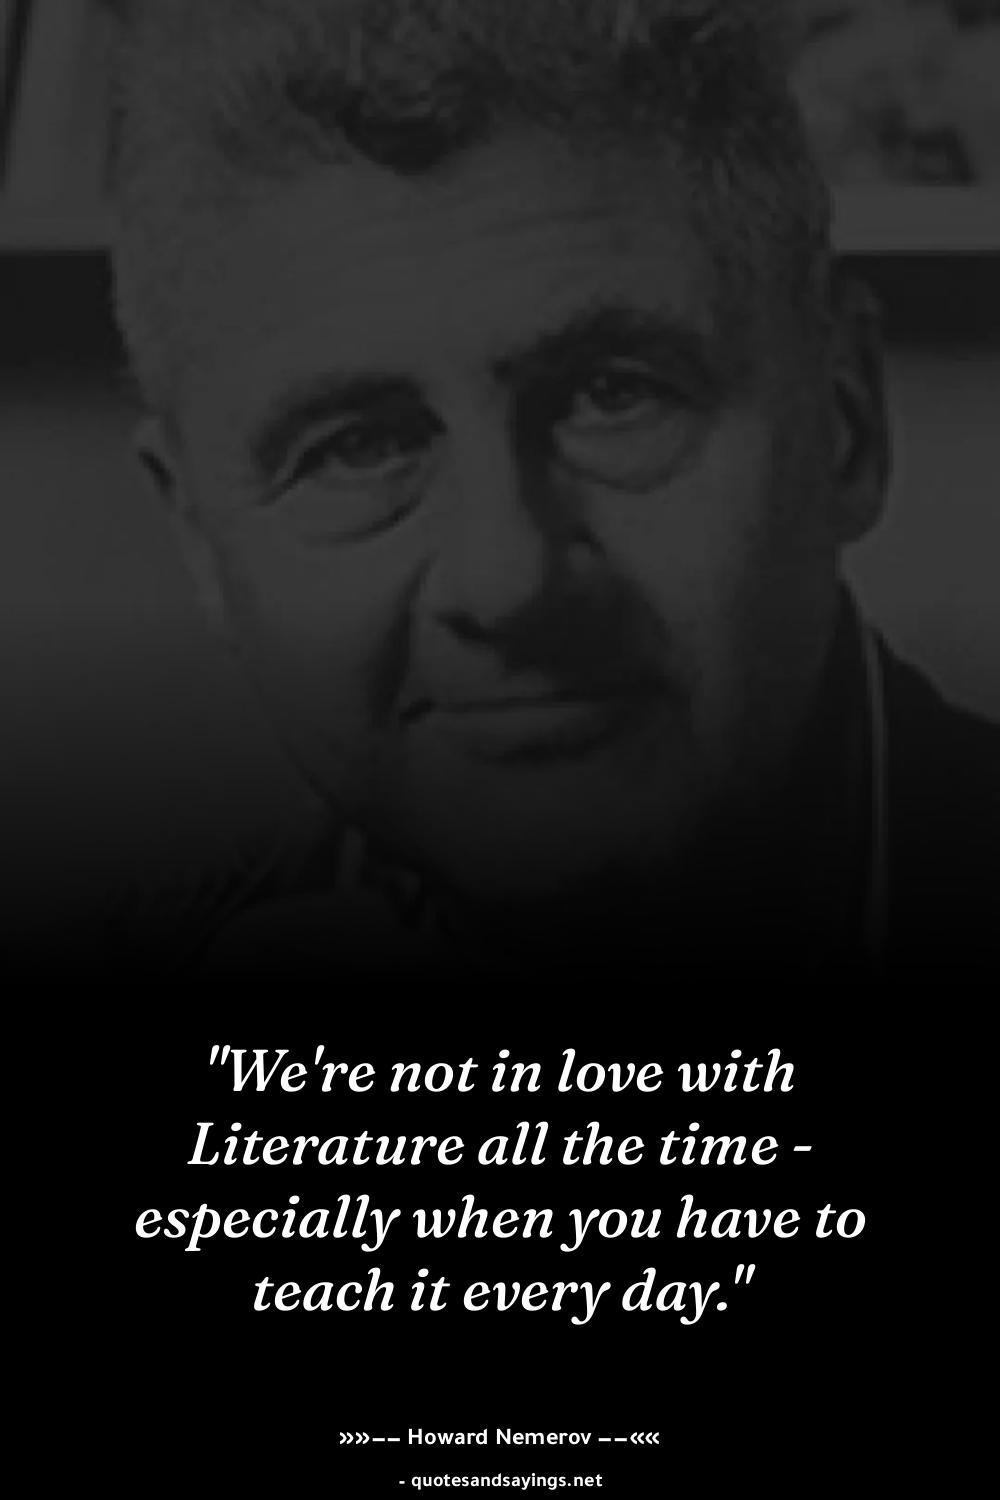 "We're not in love with
Literature all the time -
especially when you have to
teach it every day."
»»–– Howard Nemerov ––««
- quotesandsayings.net